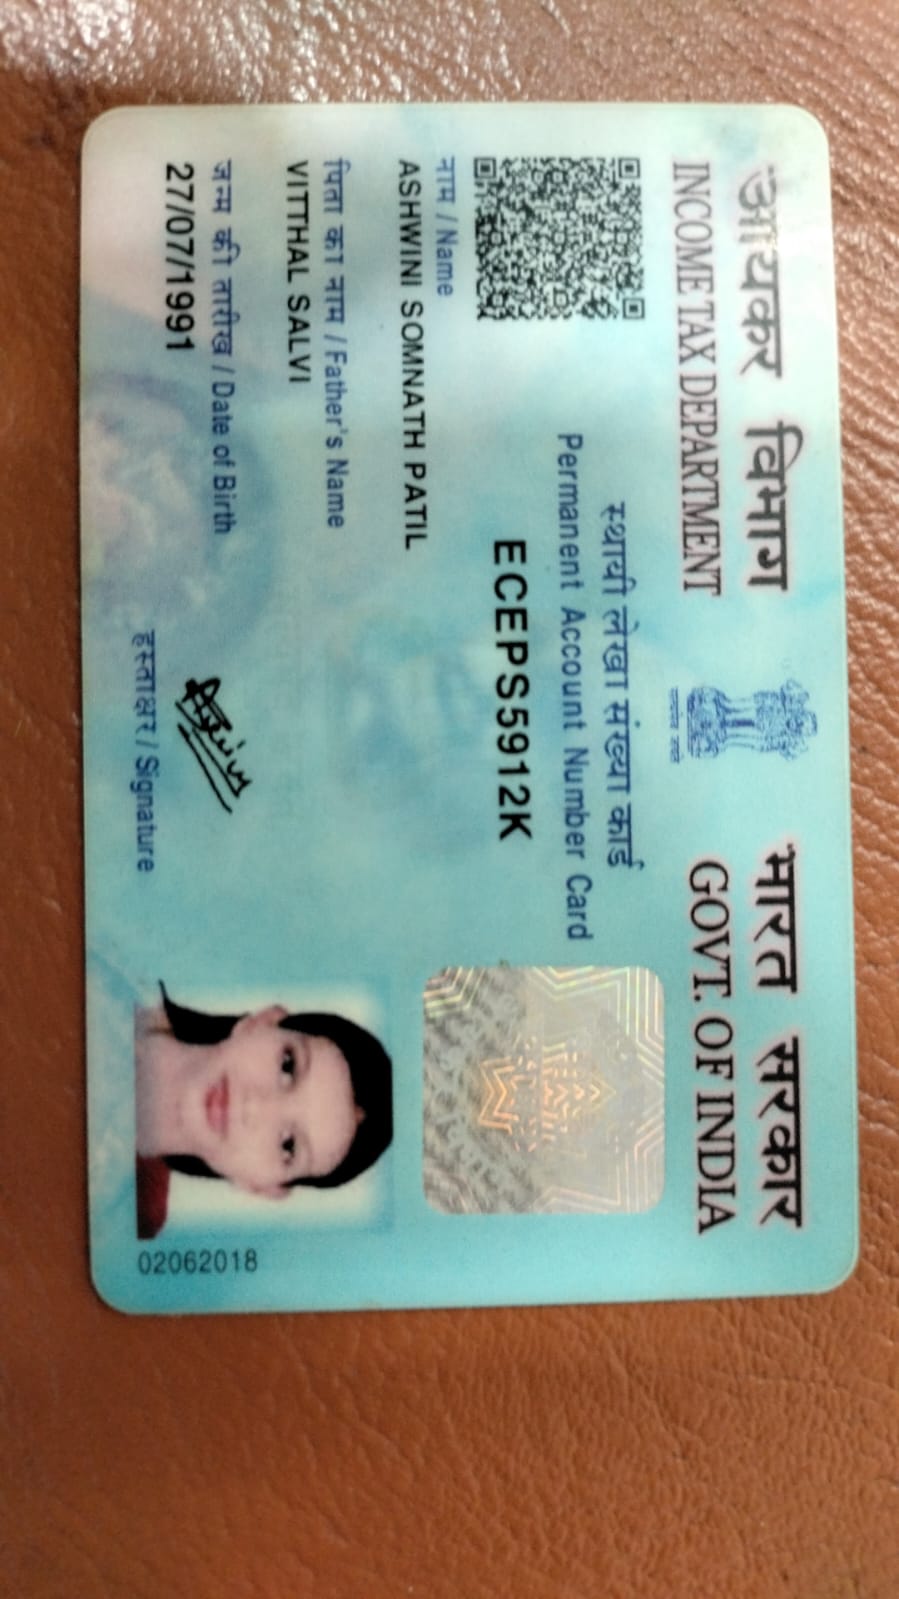 आयकर विभाग
INCOME TAX DEPARTMENT
सत्यमेव जयते
भारत सरकार
GOVT. OF INDIA
स्थायी लेखा संख्या कार्ड
Permanent Account Number Card
ECEPS5912K
नाम / Name
ASHWINI SOMNATH PATIL
पिता का नाम / Father's Name
VITTHAL SALVI
जन्म की तारीख / Date of Birth
27/07/1991
हस्ताक्षर / Signature
02062018